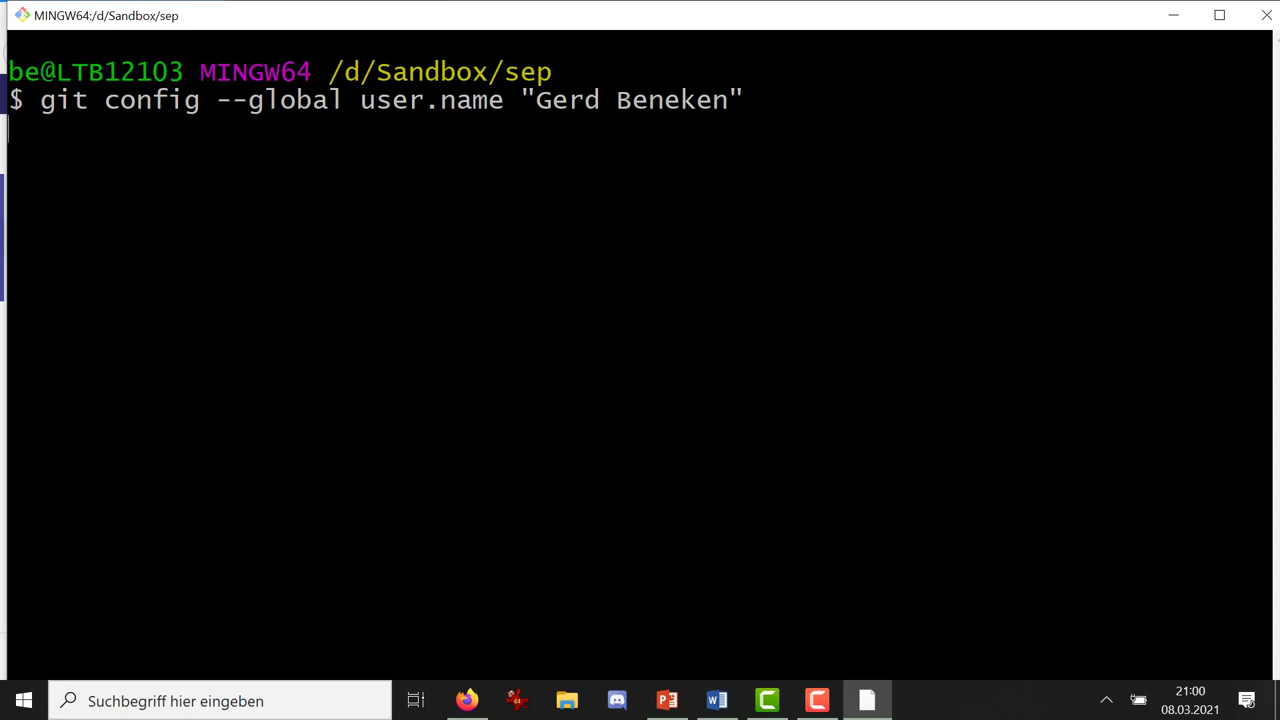 MINGW64:/d/Sandbox/sep
be@LTB12103 MINGW64 /d/Sandbox/sep
$ git config --global user.name "Gerd Beneken"
Suchbegriff hier eingeben
21:00
08.03.2021